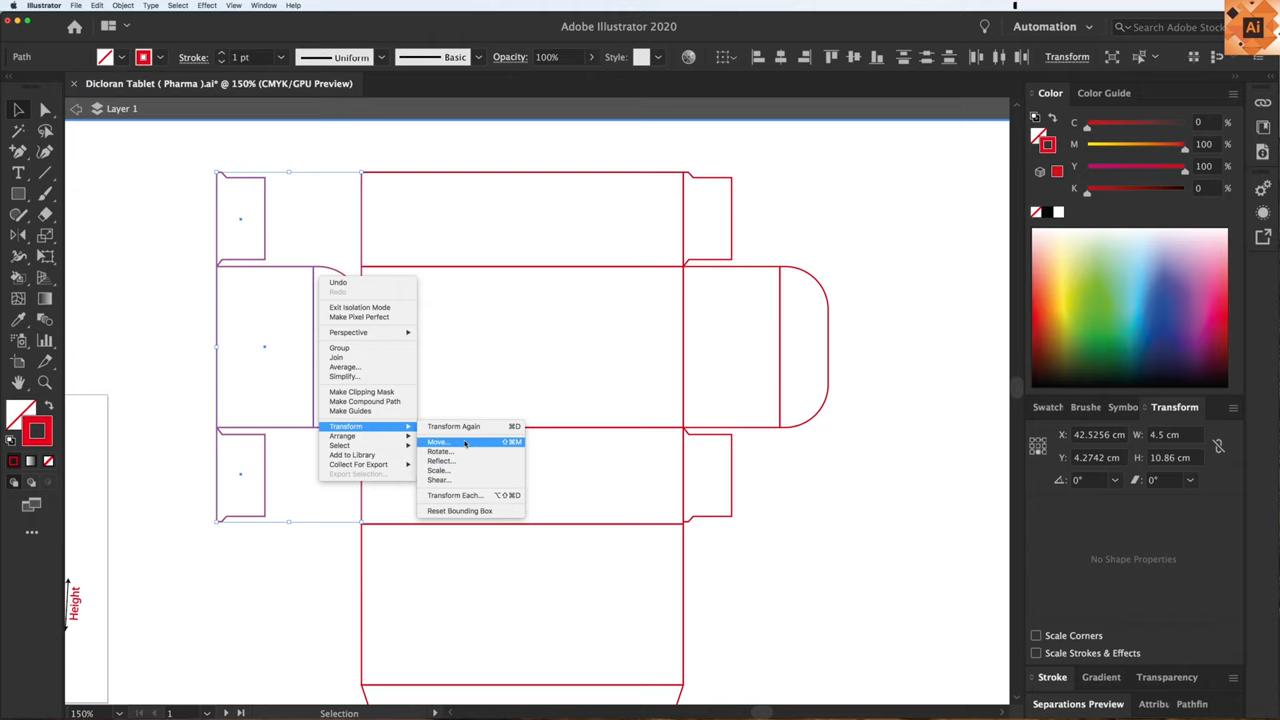 Illustrator File Edit Object Type Select Effect View Window Help
Adobe Illustrator 2020
Automation
Search Adobe Stock
Ai
Path
Stroke:
1 pt
Uniform
Basic
Opacity:
100%
Style:
Transform
Dicloran Tablet ( Pharma ).ai* @ 150% (CMYK/GPU Preview)
Layer 1
Color
Color Guide
C
0
%
M
100
%
Y
100
%
K
0
%
Undo
Redo
Exit Isolation Mode
Make Pixel Perfect
Perspective
Group
Join
Average...
Simplify...
Make Clipping Mask
Make Compound Path
Make Guides
Transform
Arrange
Select
Add to Library
Collect For Export
Export Selection...
Transform Again ⌘D
Move... ⇧⌘M
Rotate...
Reflect...
Scale...
Shear...
Transform Each... ⌥⇧⌘D
Reset Bounding Box
Height
Swatch
Brushe
Symbo
Transform
X:
42.5256 cm
W:
4.5 cm
Y:
4.2742 cm
H:
10.86 cm
0°
0°
No Shape Properties
Scale Corners
Scale Strokes & Effects
Stroke
Gradient
Transparency
Separations Preview
Attribu
Pathfin
150%
1
Selection